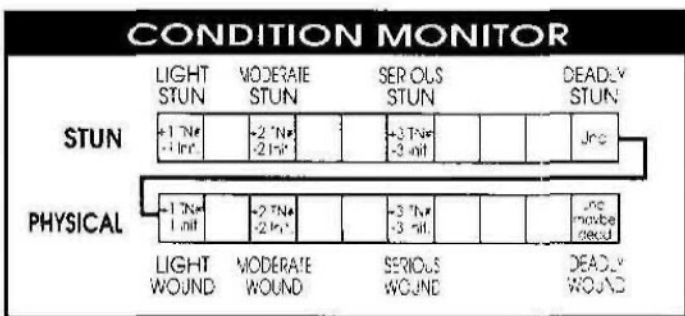 CONDITION MONITOR
LIGHT MODERATE SERIOUS DEADLY
STUN STUN STUN STUN
STUN
+1 TN# +2 TN# +3 TN# Unc
-1 Init. -2 Init. -3 Init.
PHYSICAL
+1 TN# +2 TN# +3 TN# Unc
-1 Init. -2 Init. -3 Init. maybe
dead
LIGHT MODERATE SERIOUS DEADLY
WOUND WOUND WOUND WOUND